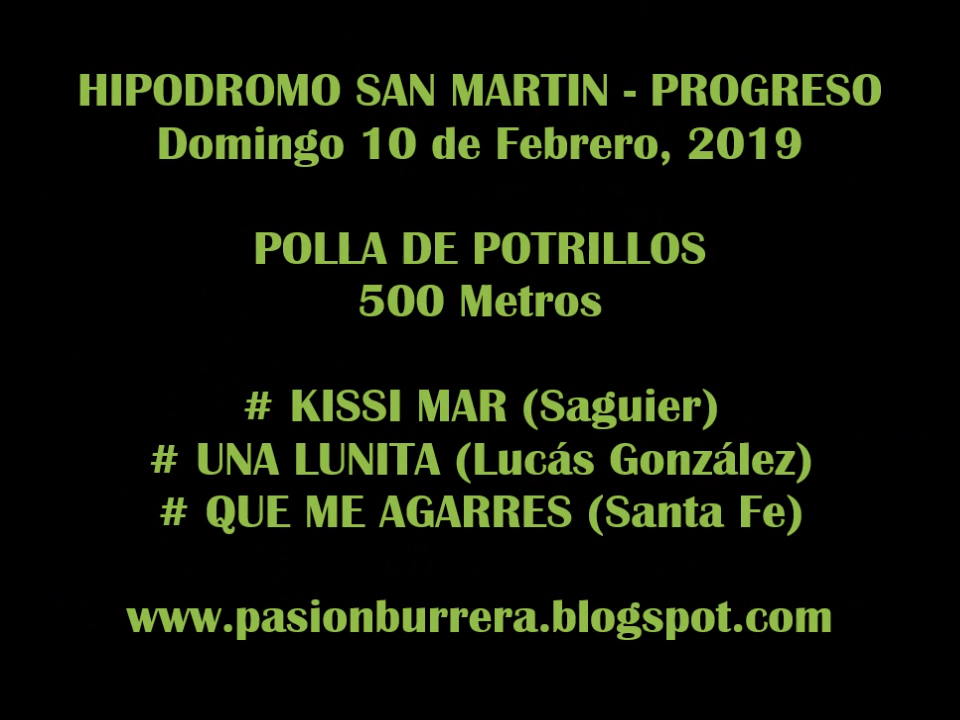 HIPODROMO SAN MARTIN - PROGRESO
Domingo 10 de Febrero, 2019
POLLA DE POTRILLOS
500 Metros
# KISSI MAR (Saguier)
# UNA LUNITA (Lucás González)
# QUE ME AGARRES (Santa Fe)
www.pasionburrera.blogspot.com